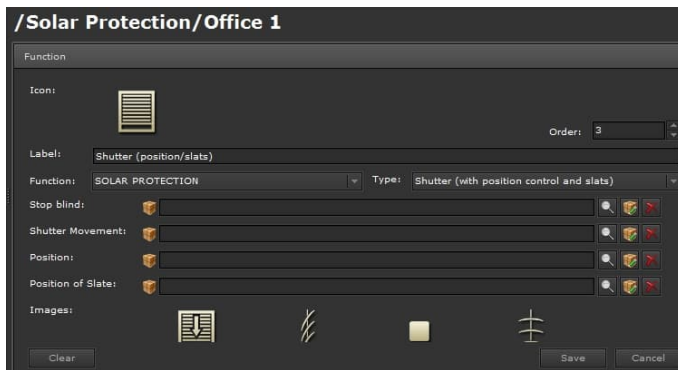 /Solar Protection/Office 1
Function
Icon:
Order: 3
Label: Shutter (position/slats)
Function: SOLAR PROTECTION Type: Shutter (with position control and slats)
Stop blind:
Shutter Movement:
Position:
Position of Slate:
Images:
Clear Save Cancel